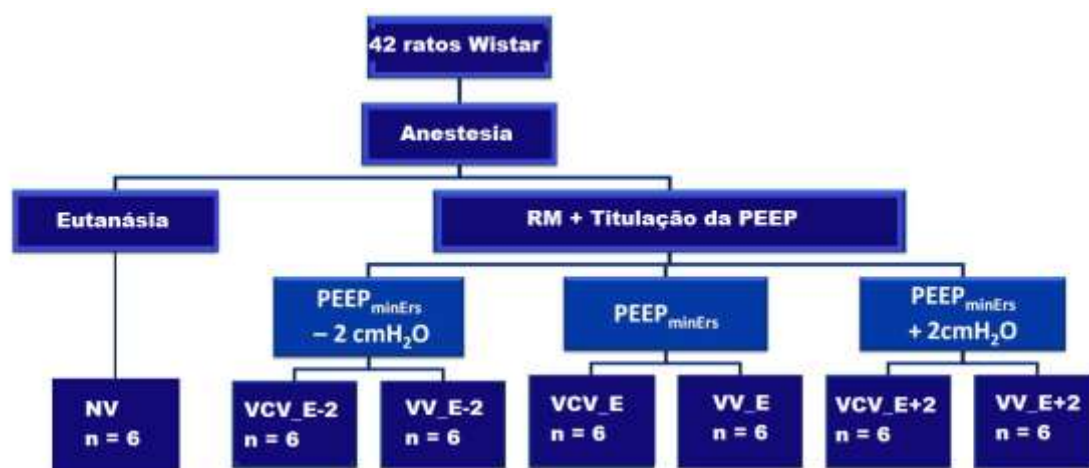 42 ratos Wistar
Anestesia
Eutanásia
RM + Titulação da PEEP
PEEPminErs
– 2 cmH2O
PEEPminErs
PEEPminErs
+ 2cmH2O
NV
n = 6
VCV_E-2
n = 6
VV_E-2
n = 6
VCV_E
n = 6
VV_E
n = 6
VCV_E+2
n = 6
VV_E+2
n = 6